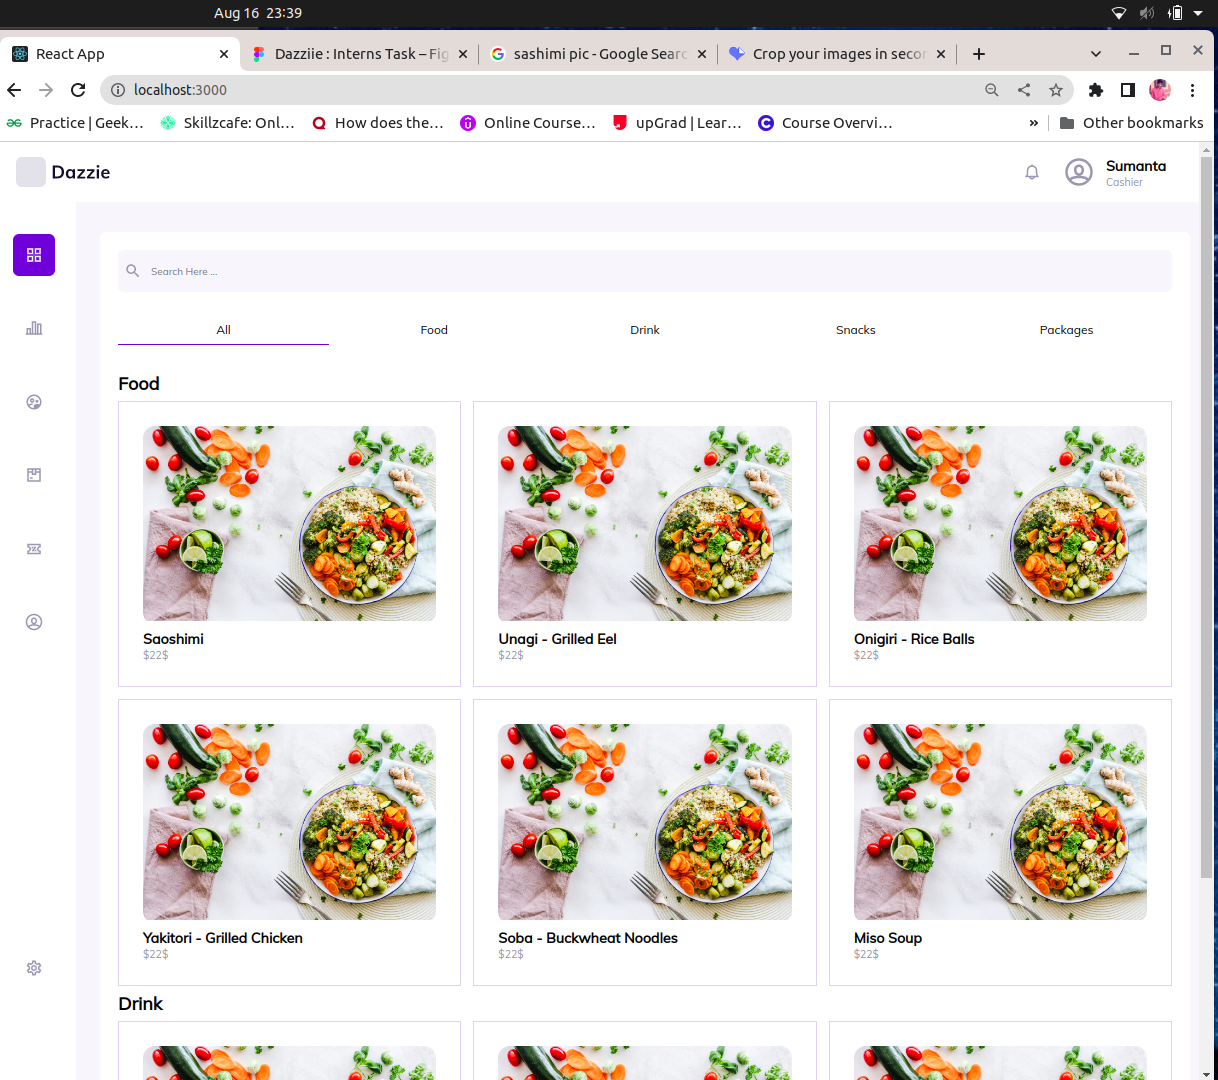 Aug 16 23:39
React App
Dazziie : Interns Task – Fig
sashimi pic - Google Searc
Crop your images in secon
localhost:3000
Practice | Geek...
Skillzcafe: Onl...
How does the...
Online Course...
upGrad | Lear...
Course Overvi...
»
Other bookmarks
Dazzie
Sumanta
Cashier
Search Here ...
All
Food
Drink
Snacks
Packages
Food
Saoshimi
$22$
Unagi - Grilled Eel
$22$
Onigiri - Rice Balls
$22$
Yakitori - Grilled Chicken
$22$
Soba - Buckwheat Noodles
$22$
Miso Soup
$22$
Drink